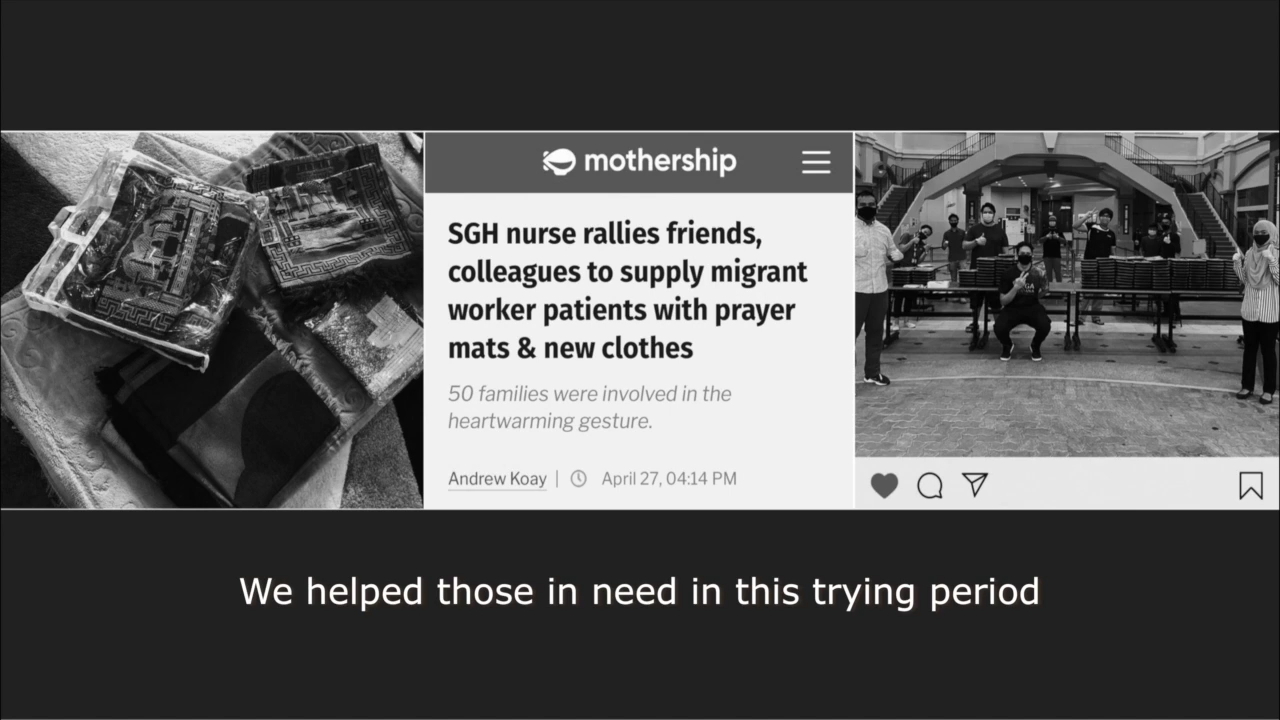 mothership
SGH nurse rallies friends,
colleagues to supply migrant
worker patients with prayer
mats & new clothes
50 families were involved in the
heartwarming gesture.
Andrew Koay | April 27, 04:14 PM
We helped those in need in this trying period